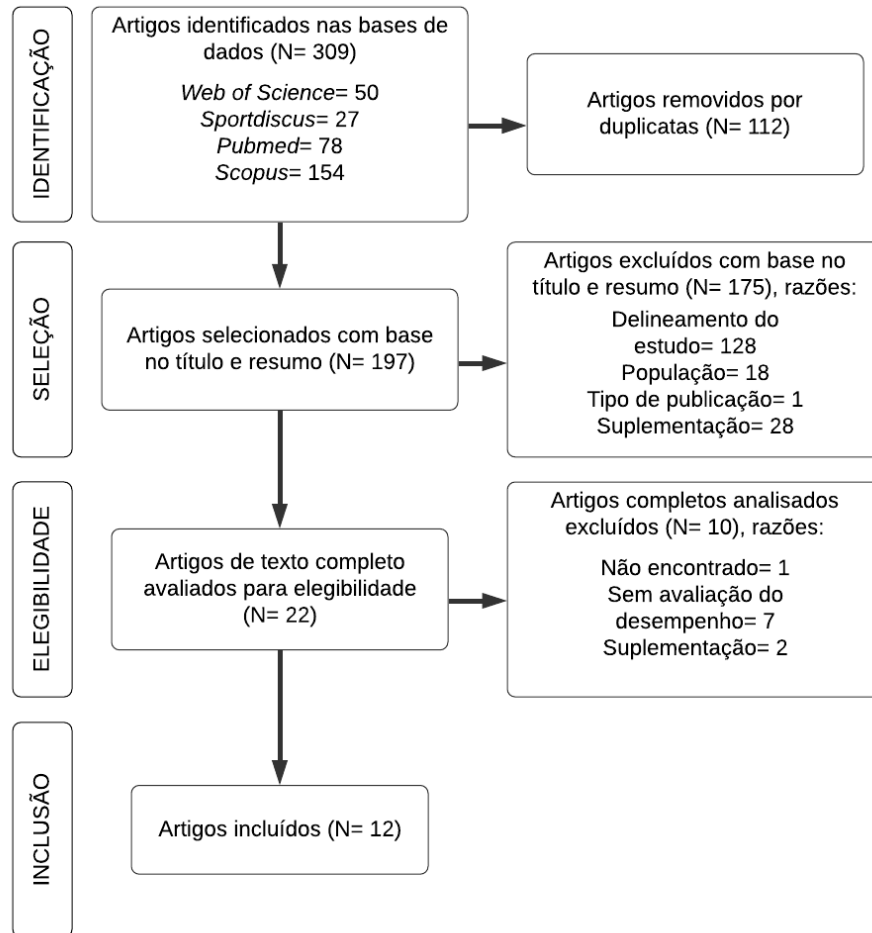 IDENTIFICAÇÃO
Artigos identificados nas bases de
dados (N= 309)
Web of Science= 50
Sportdiscus= 27
Pubmed= 78
Scopus= 154
Artigos removidos por
duplicatas (N= 112)
SELEÇÃO
Artigos selecionados com base
no título e resumo (N= 197)
Artigos excluídos com base no
título e resumo (N= 175), razões:
Delineamento do
estudo= 128
População= 18
Tipo de publicação= 1
Suplementação= 28
ELEGIBILIDADE
Artigos de texto completo
avaliados para elegibilidade
(N= 22)
Artigos completos analisados
excluídos (N= 10), razões:
Não encontrado= 1
Sem avaliação do
desempenho= 7
Suplementação= 2
INCLUSÃO
Artigos incluídos (N= 12)